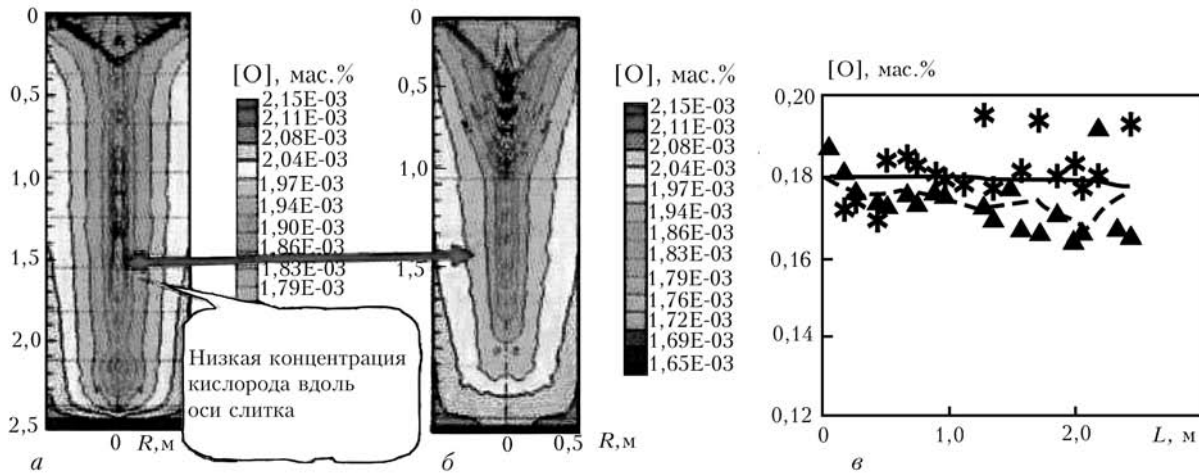 0
0,5
1,0
1,5
2,0
2,5
0
R, м
а
[O], мас.%
2,15E-03
2,11E-03
2,08E-03
2,04E-03
1,97E-03
1,94E-03
1,90E-03
1,86E-03
1,83E-03
1,79E-03
Низкая концентрация
кислорода вдоль
оси слитка
0
0,5
1,0
1,5
0
0,5
R, м
б
[O], мас.%
2,15E-03
2,11E-03
2,08E-03
2,04E-03
1,97E-03
1,94E-03
1,86E-03
1,83E-03
1,79E-03
1,76E-03
1,72E-03
1,69E-03
1,65E-03
[O], мас.%
0,20
0,18
0,16
0,14
0,12
0
1,0
2,0
L, м
в